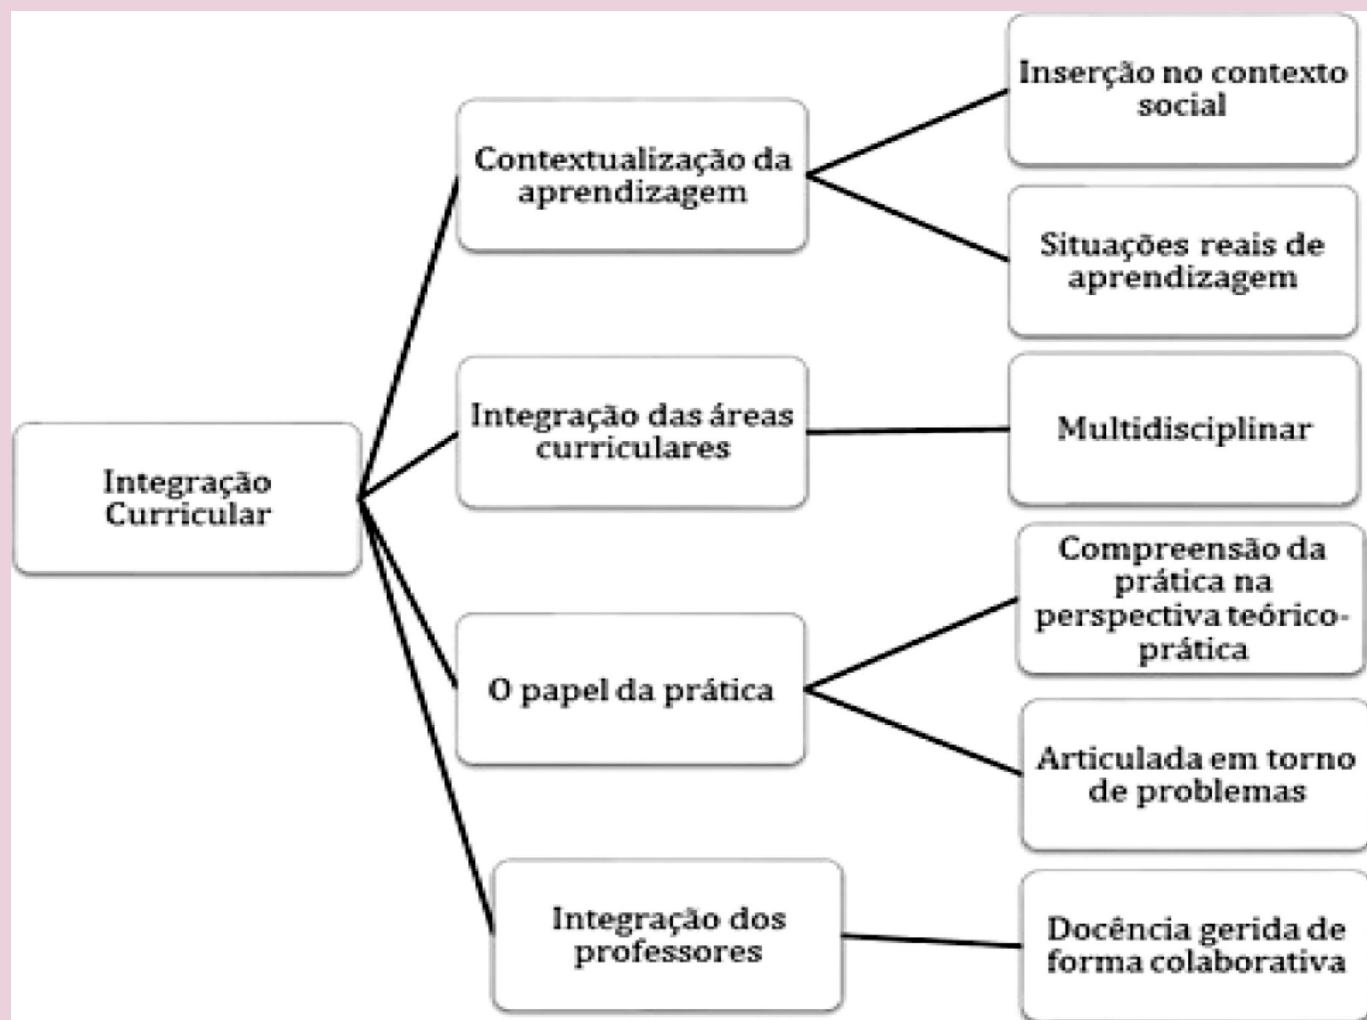 Integração
Curricular
Contextualização da
aprendizagem
Inserção no contexto
social
Situações reais de
aprendizagem
Integração das áreas
curriculares
Multidisciplinar
O papel da prática
Compreensão da
prática na
perspectiva teórico-
prática
Articulada em torno
de problemas
Integração dos
professores
Docência gerida de
forma colaborativa